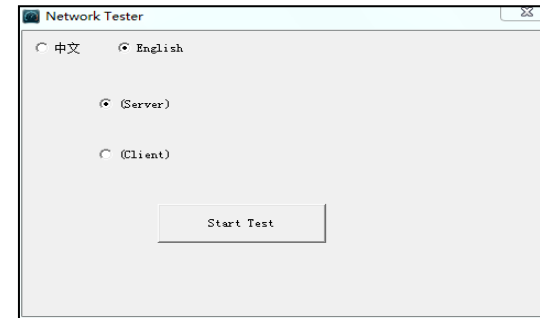 Network Tester
中文 English
(Server)
(Client)
Start Test